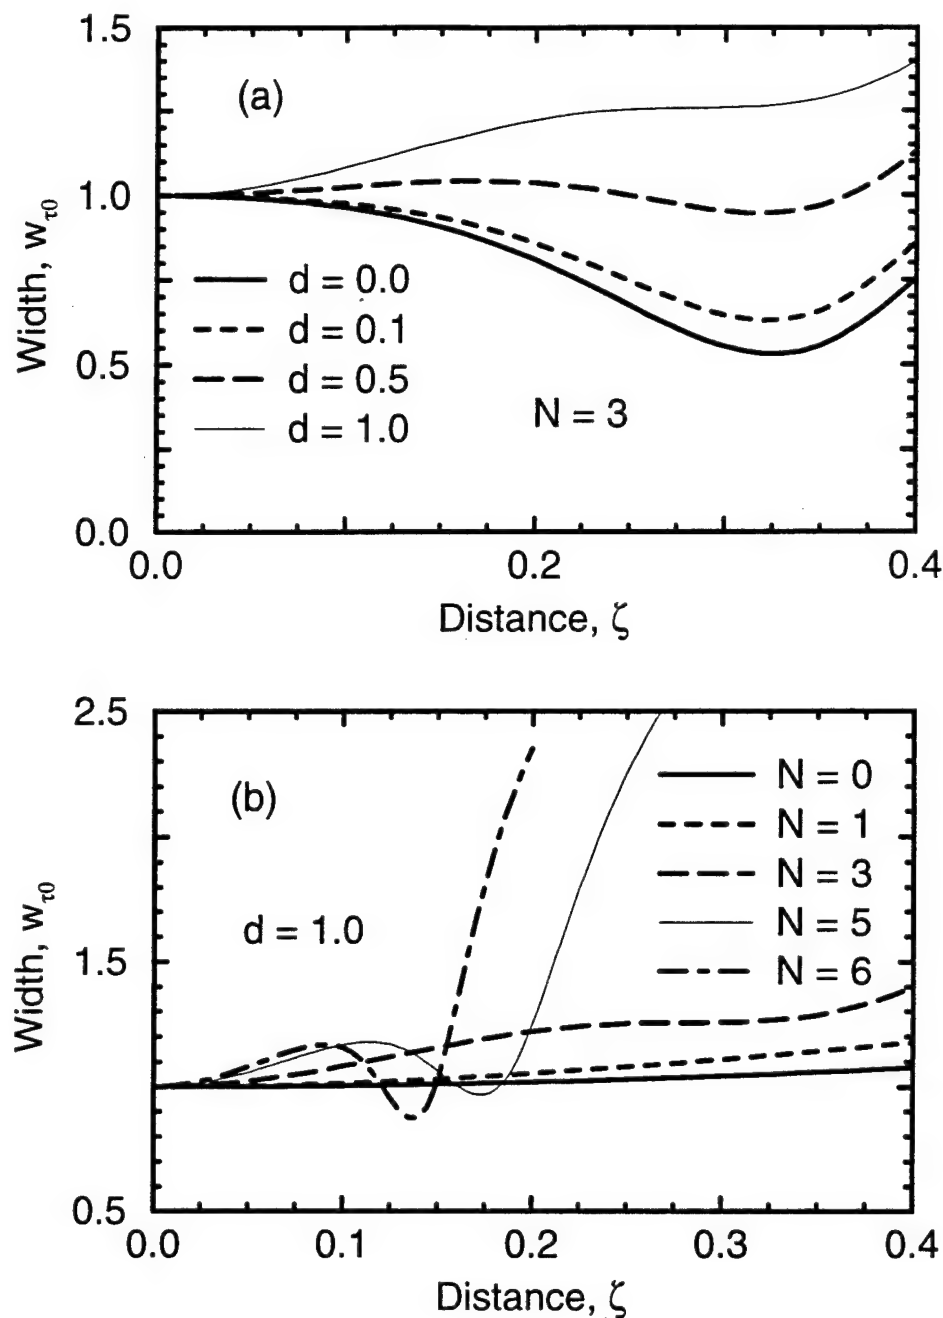 1.5
(a)
1.0
Width, w_τ0
d = 0.0
d = 0.1
0.5
d = 0.5
N = 3
d = 1.0
0.0
0.0 0.2 0.4
Distance, ζ
2.5
N = 0
(b)
N = 1
N = 3
d = 1.0
N = 5
1.5
N = 6
Width, w_τ0
0.5
0.0 0.1 0.2 0.3 0.4
Distance, ζ